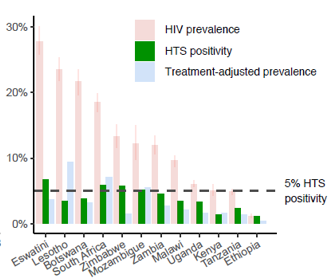 30%
20%
10%
0%
HIV prevalence
HTS positivity
Treatment-adjusted prevalence
5% HTS
positivity
Eswatini
Lesotho
Botswana
South Africa
Zimbabwe
Mozambique
Zambia
Malawi
Uganda
Kenya
Tanzania
Ethiopia